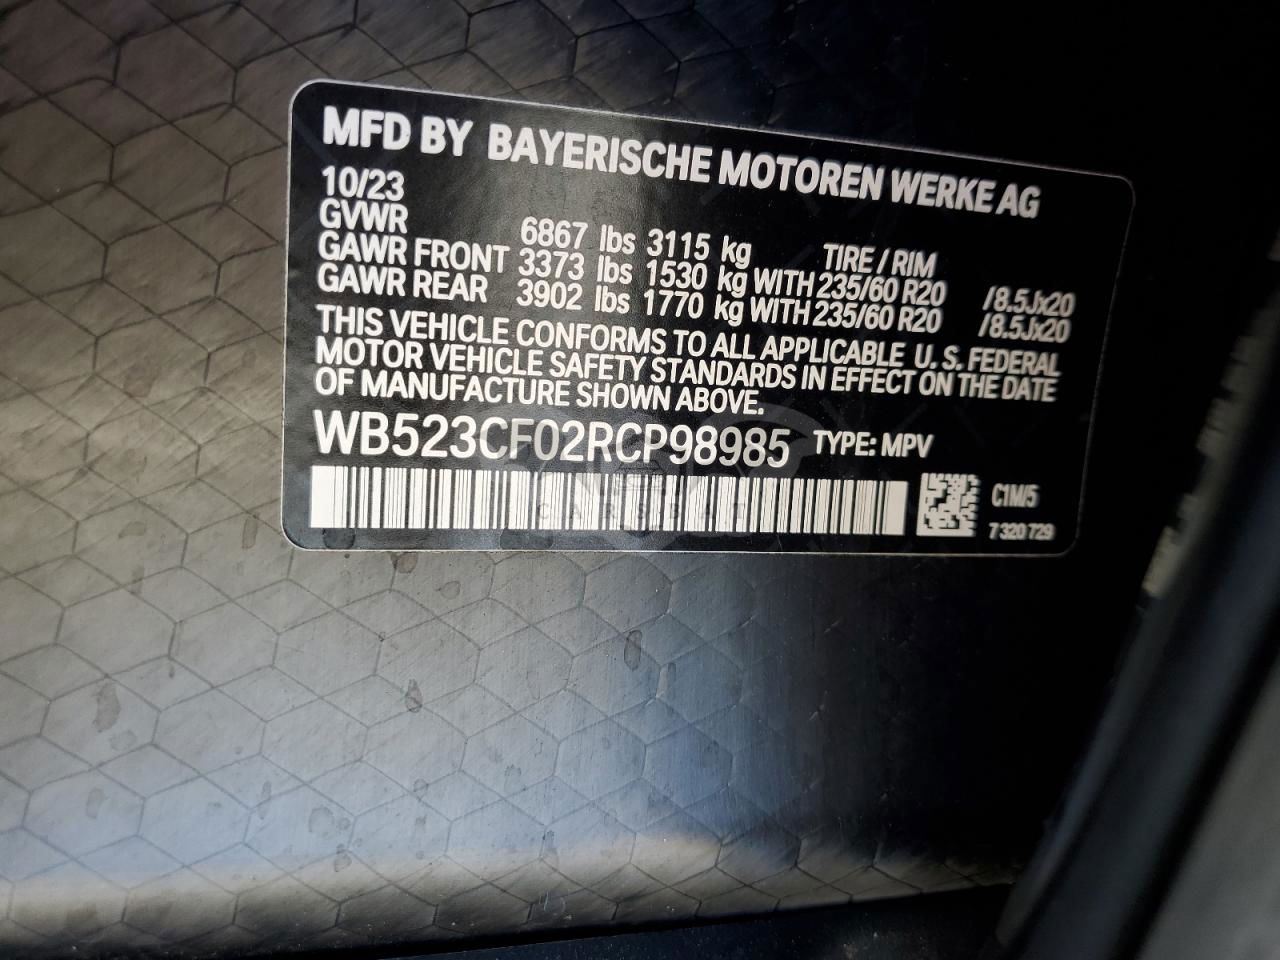 MFD BY BAYERISCHE MOTOREN WERKE AG
10/23
GVWR 6867 lbs 3115 kg TIRE / RIM
GAWR FRONT 3373 lbs 1530 kg WITH 235/60 R20 /8.5Jx20
GAWR REAR 3902 lbs 1770 kg WITH 235/60 R20 /8.5Jx20
THIS VEHICLE CONFORMS TO ALL APPLICABLE U.S. FEDERAL
MOTOR VEHICLE SAFETY STANDARDS IN EFFECT ON THE DATE
OF MANUFACTURE SHOWN ABOVE.
WB523CF02RCP98985 TYPE: MPV
C1M/5
7 320 729
CARSBAT